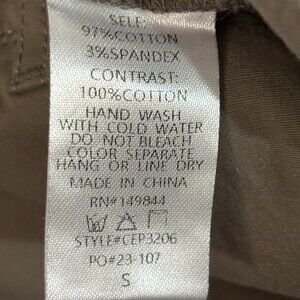 SELF:
97%COTTON
3%SPANDEX
CONTRAST:
100%COTTON
HAND WASH
WITH COLD WATER
DO NOT BLEACH
COLOR SEPARATE
HANG OR LINE DRY
MADE IN CHINA
RN#149844
STYLE#CEP3206
PO#23-107
S